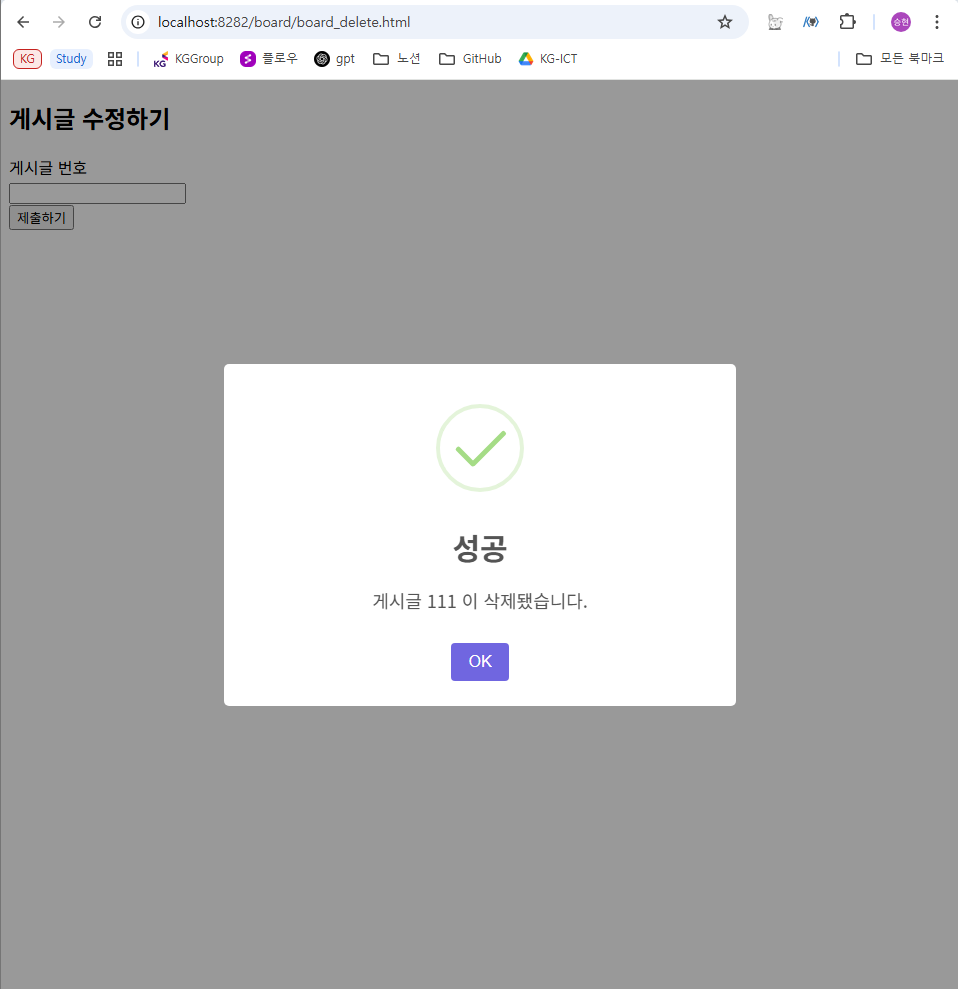 localhost:8282/board/board_delete.html
승현
KG Study KGGroup 플로우 gpt 노션 GitHub KG-ICT 모든 북마크
게시글 수정하기
게시글 번호
제출하기
성공
게시글 111 이 삭제됐습니다.
OK